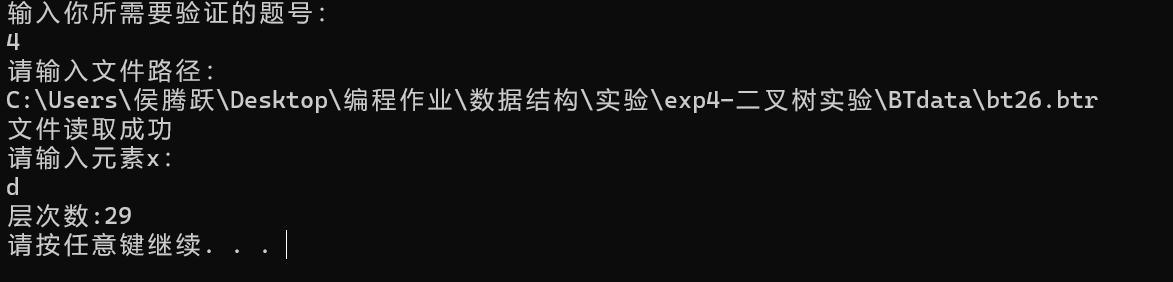 输入你所需要验证的题号：
4
请输入文件路径：
C:\Users\侯腾跃\Desktop\编程作业\数据结构\实验\exp4-二叉树实验\BTdata\bt26.btr
文件读取成功
请输入元素x：
d
层次数:29
请按任意键继续. . .